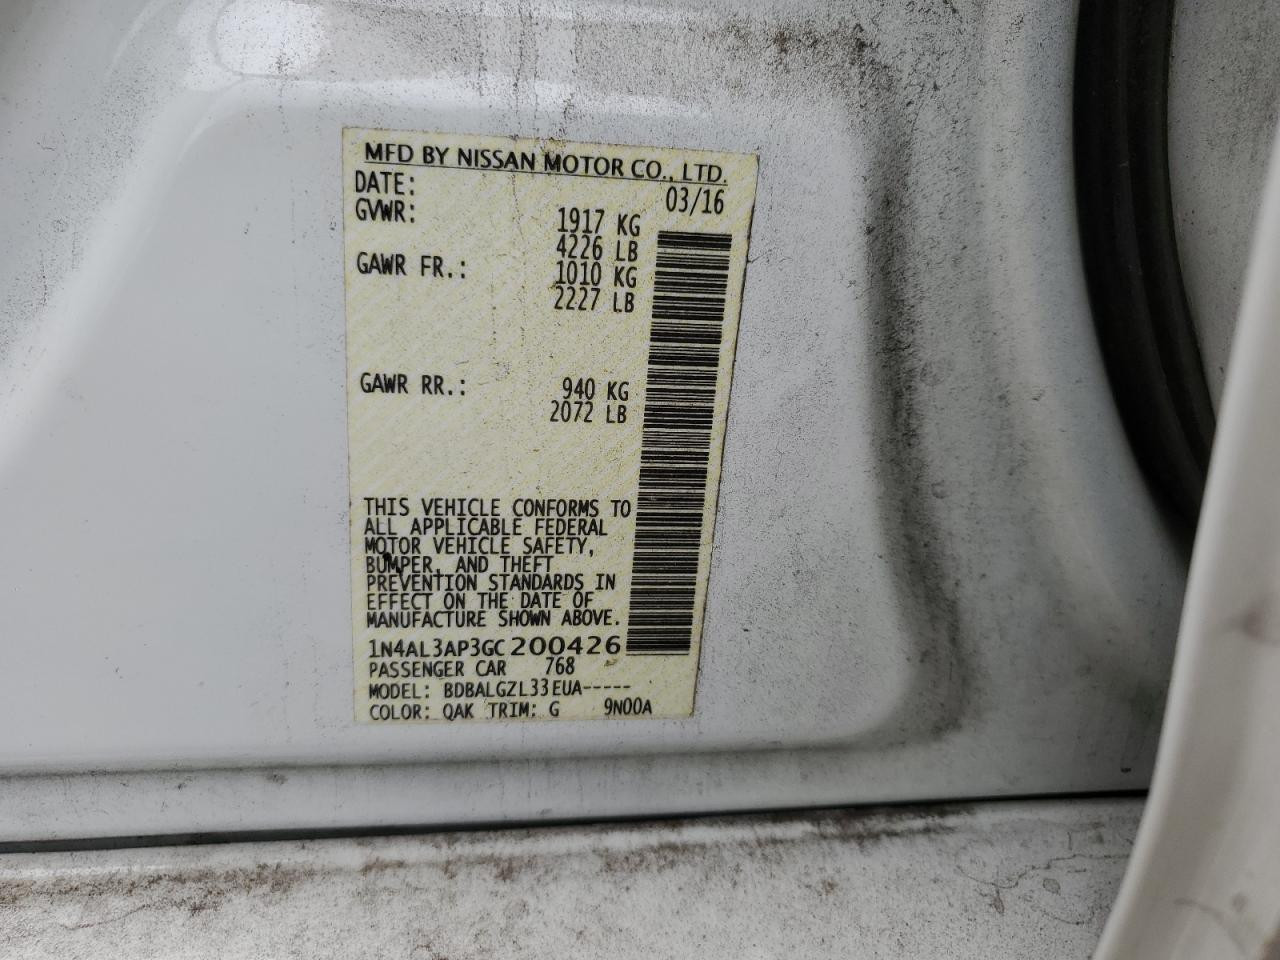 MFD BY NISSAN MOTOR CO., LTD.
DATE: 03/16
GVWR: 1917 KG
4226 LB
GAWR FR.: 1010 KG
2227 LB
GAWR RR.: 940 KG
2072 LB
THIS VEHICLE CONFORMS TO
ALL APPLICABLE FEDERAL
MOTOR VEHICLE SAFETY,
BUMPER, AND THEFT
PREVENTION STANDARDS IN
EFFECT ON THE DATE OF
MANUFACTURE SHOWN ABOVE.
1N4AL3AP3GC200426
PASSENGER CAR 768
MODEL: BDBALGZL33EUA-----
COLOR: QAK TRIM: G 9N00A